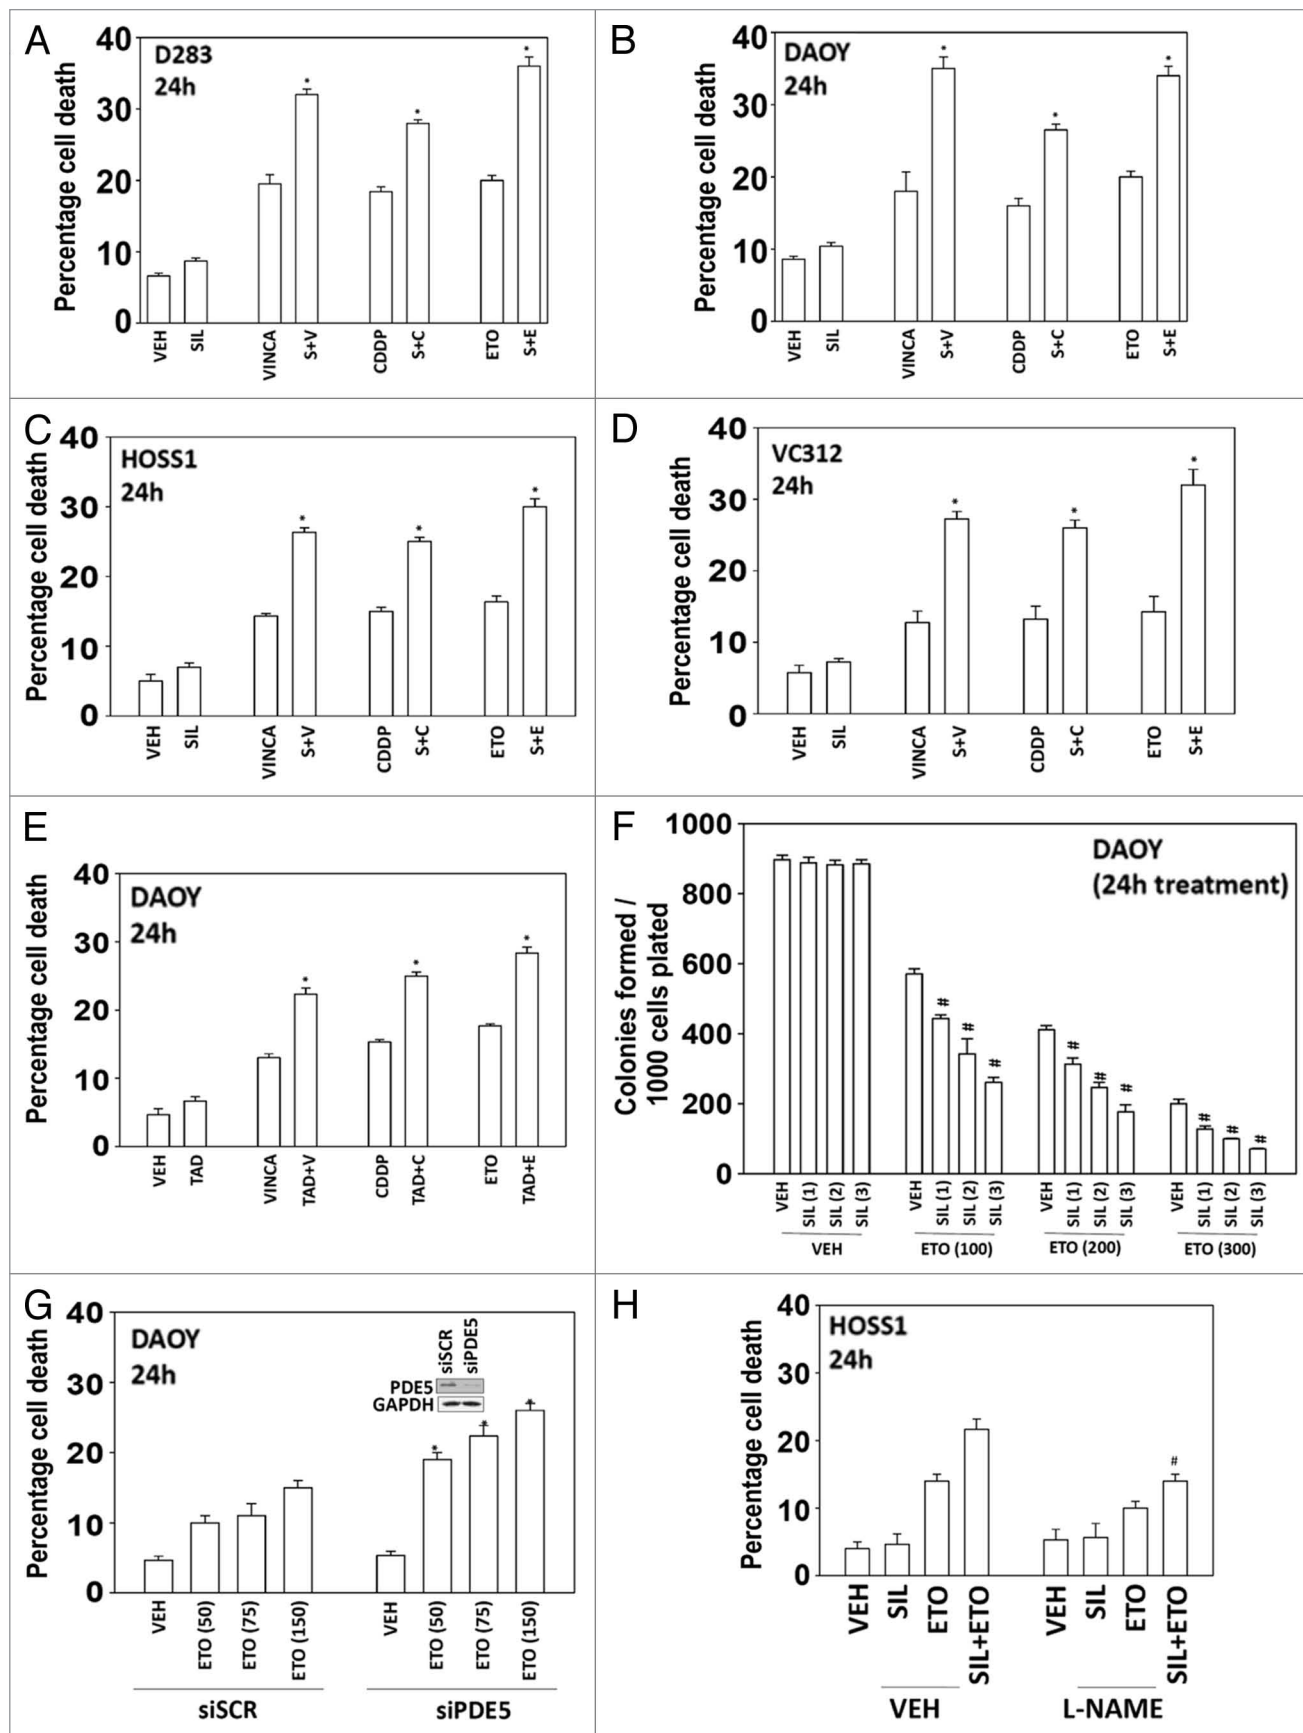 A
D283
24h
Percentage cell death
40
30
20
10
0
VEH
SIL
VINCA
S+V
CDDP
S+C
ETO
S+E
*
*
*
B
DAOY
24h
Percentage cell death
40
30
20
10
0
VEH
SIL
VINCA
S+V
CDDP
S+C
ETO
S+E
*
*
*
C
HOSS1
24h
Percentage cell death
40
30
20
10
0
VEH
SIL
VINCA
S+V
CDDP
S+C
ETO
S+E
*
*
*
D
VC312
24h
Percentage cell death
40
30
20
10
0
VEH
SIL
VINCA
S+V
CDDP
S+C
ETO
S+E
*
*
*
E
DAOY
24h
Percentage cell death
40
30
20
10
0
VEH
TAD
VINCA
TAD+V
CDDP
TAD+C
ETO
TAD+E
*
*
*
F
DAOY
(24h treatment)
Colonies formed /
1000 cells plated
1000
800
600
400
200
0
#
#
#
#
#
#
#
#
#
VEH
SIL (1)
SIL (2)
SIL (3)
VEH
SIL (1)
SIL (2)
SIL (3)
VEH
SIL (1)
SIL (2)
SIL (3)
VEH
SIL (1)
SIL (2)
SIL (3)
VEH
ETO (100)
ETO (200)
ETO (300)
G
DAOY
24h
Percentage cell death
40
30
20
10
0
siSCR
siPDE5
PDE5
GAPDH
*
*
*
VEH
ETO (50)
ETO (75)
ETO (150)
VEH
ETO (50)
ETO (75)
ETO (150)
siSCR
siPDE5
H
HOSS1
24h
Percentage cell death
40
30
20
10
0
#
VEH
SIL
ETO
SIL+ETO
VEH
SIL
ETO
SIL+ETO
VEH
L-NAME